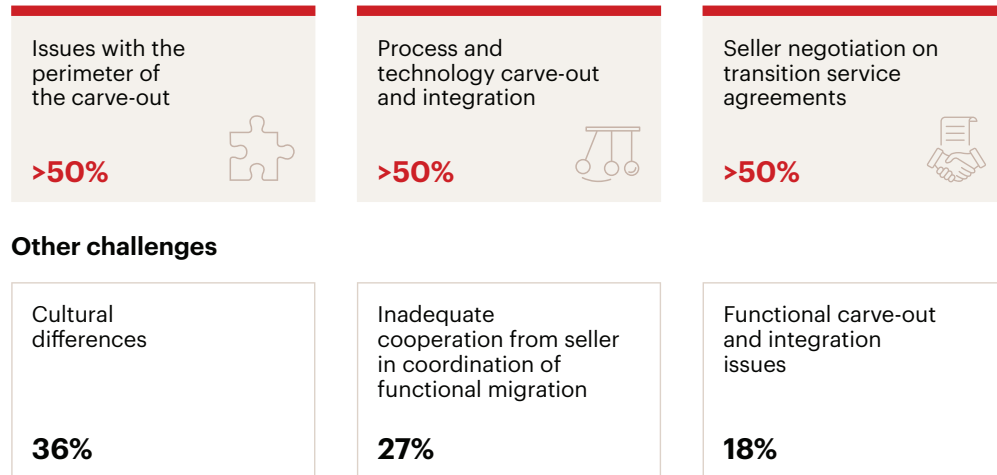 Issues with the
perimeter of
the carve-out
>50%
Process and
technology carve-out
and integration
>50%
Seller negotiation on
transition service
agreements
>50%
Other challenges
Cultural
differences
36%
Inadequate
cooperation from seller
in coordination of
functional migration
27%
Functional carve-out
and integration
issues
18%